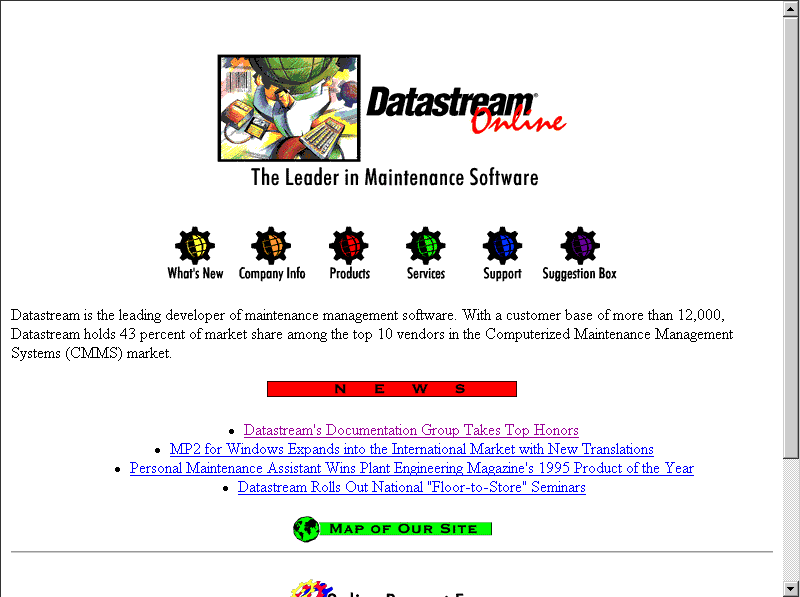 Datastream®
Online
The Leader in Maintenance Software
What's New Company Info Products Services Support Suggestion Box
Datastream is the leading developer of maintenance management software. With a customer base of more than 12,000,
Datastream holds 43 percent of market share among the top 10 vendors in the Computerized Maintenance Management
Systems (CMMS) market.
NEWS
• Datastream's Documentation Group Takes Top Honors
• MP2 for Windows Expands into the International Market with New Translations
• Personal Maintenance Assistant Wins Plant Engineering Magazine's 1995 Product of the Year
• Datastream Rolls Out National "Floor-to-Store" Seminars
Map of Our Site